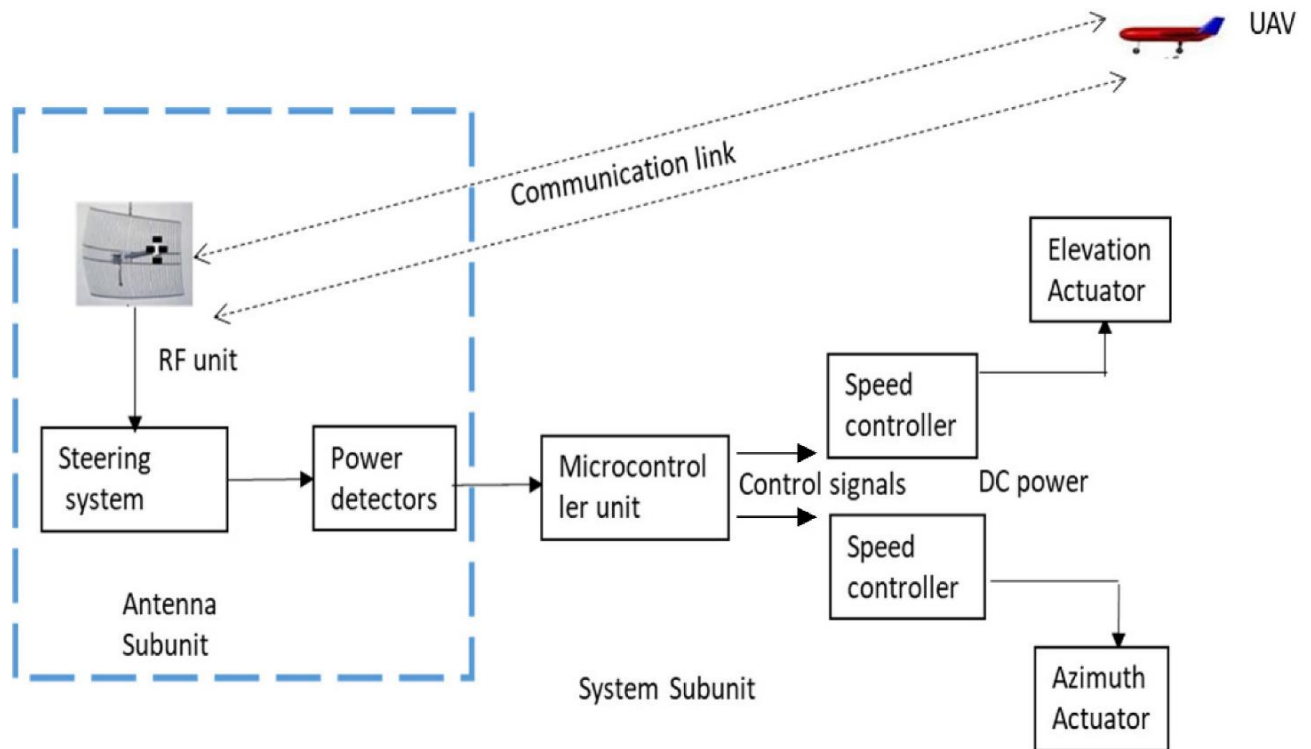 UAV
Communication link
Elevation
Actuator
RF unit
Speed
controller
Steering
system
Power
detectors
Microcontrol
ler unit
Control signals
DC power
Speed
controller
Antenna
Subunit
System Subunit
Azimuth
Actuator